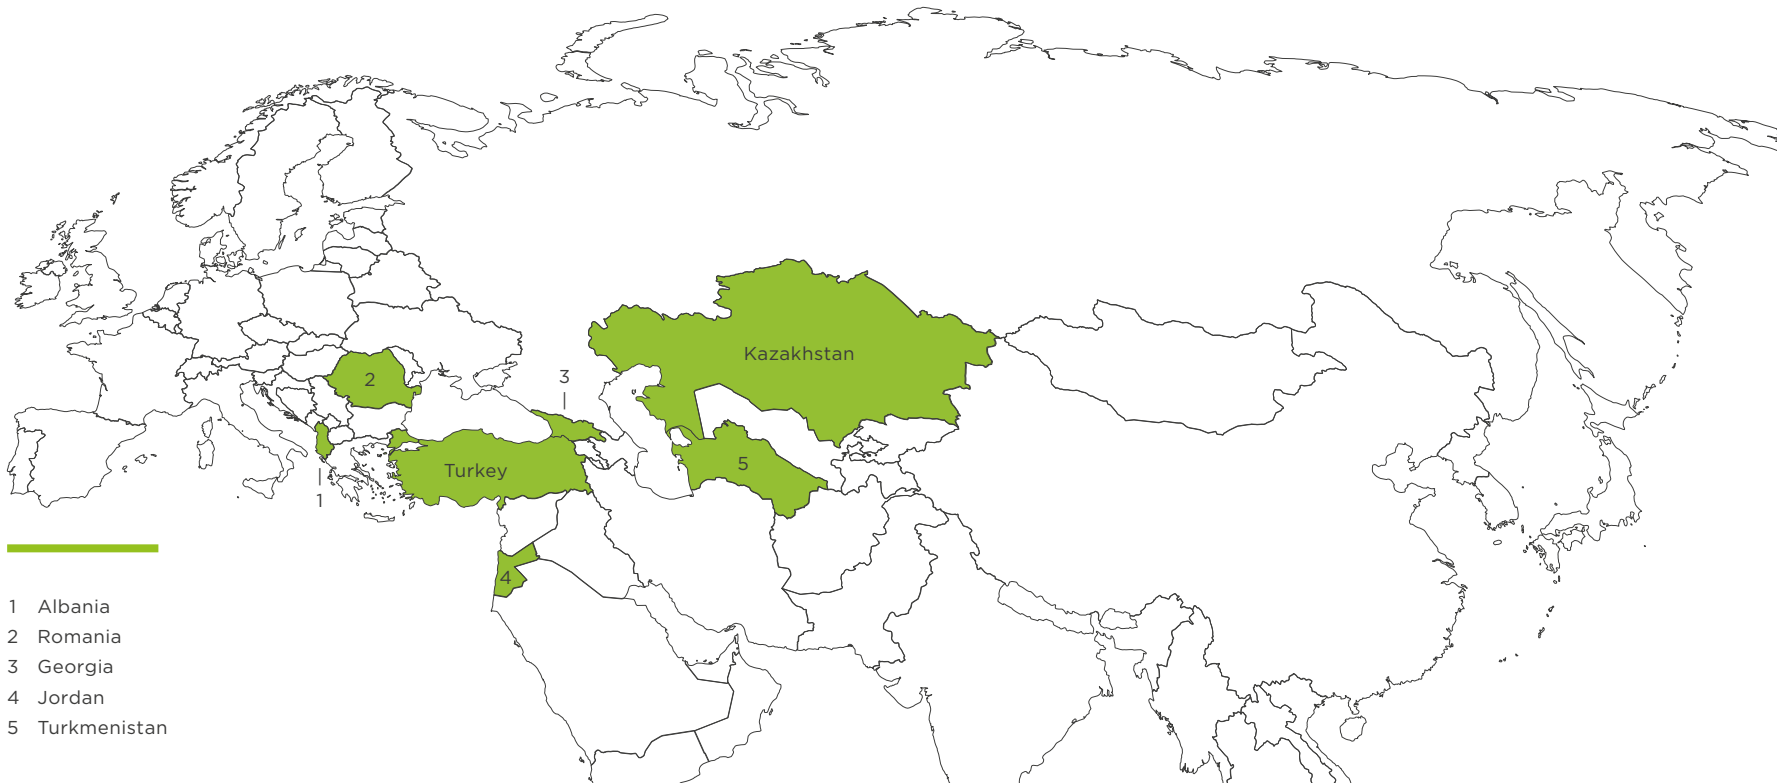 Kazakhstan
2
3
Turkey
5
1
4
1 Albania
2 Romania
3 Georgia
4 Jordan
5 Turkmenistan